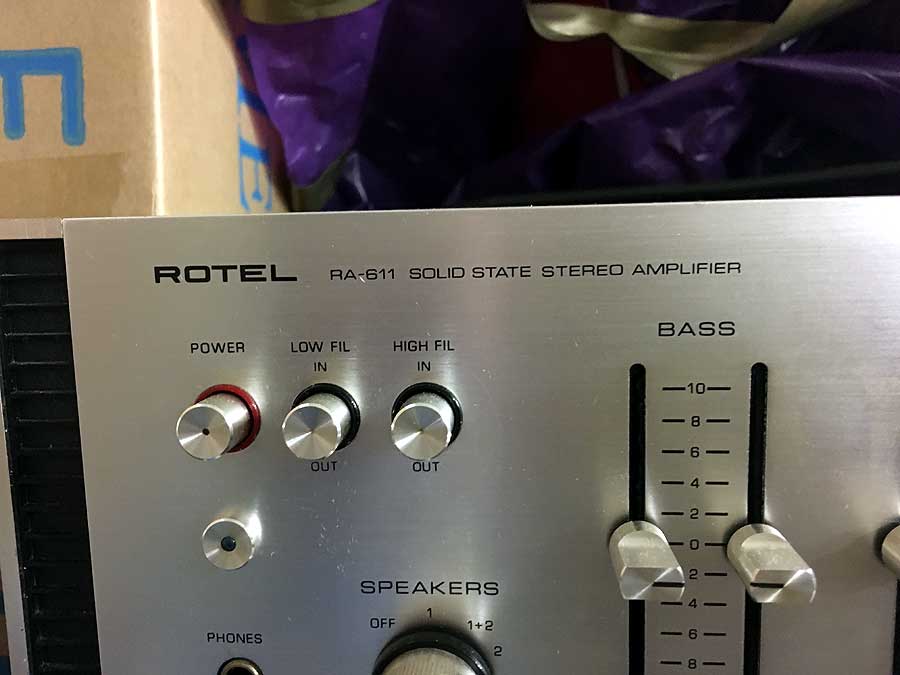 E
E
ROTEL RA-611 SOLID STATE STEREO AMPLIFIER
BASS
POWER LOW FIL HIGH FIL
IN IN
OUT OUT
10
8
6
4
2
0
2
4
6
8
SPEAKERS
OFF 1 1+2 2
PHONES